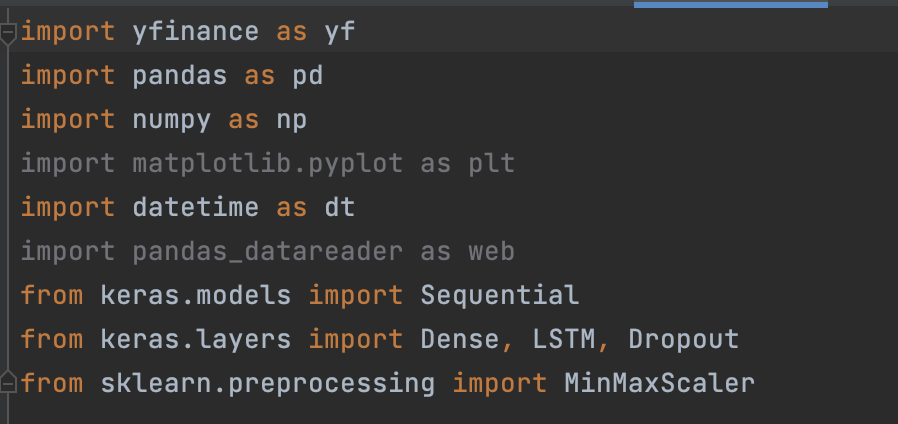 import yfinance as yf
import pandas as pd
import numpy as np
import matplotlib.pyplot as plt
import datetime as dt
import pandas_datareader as web
from keras.models import Sequential
from keras.layers import Dense, LSTM, Dropout
from sklearn.preprocessing import MinMaxScaler